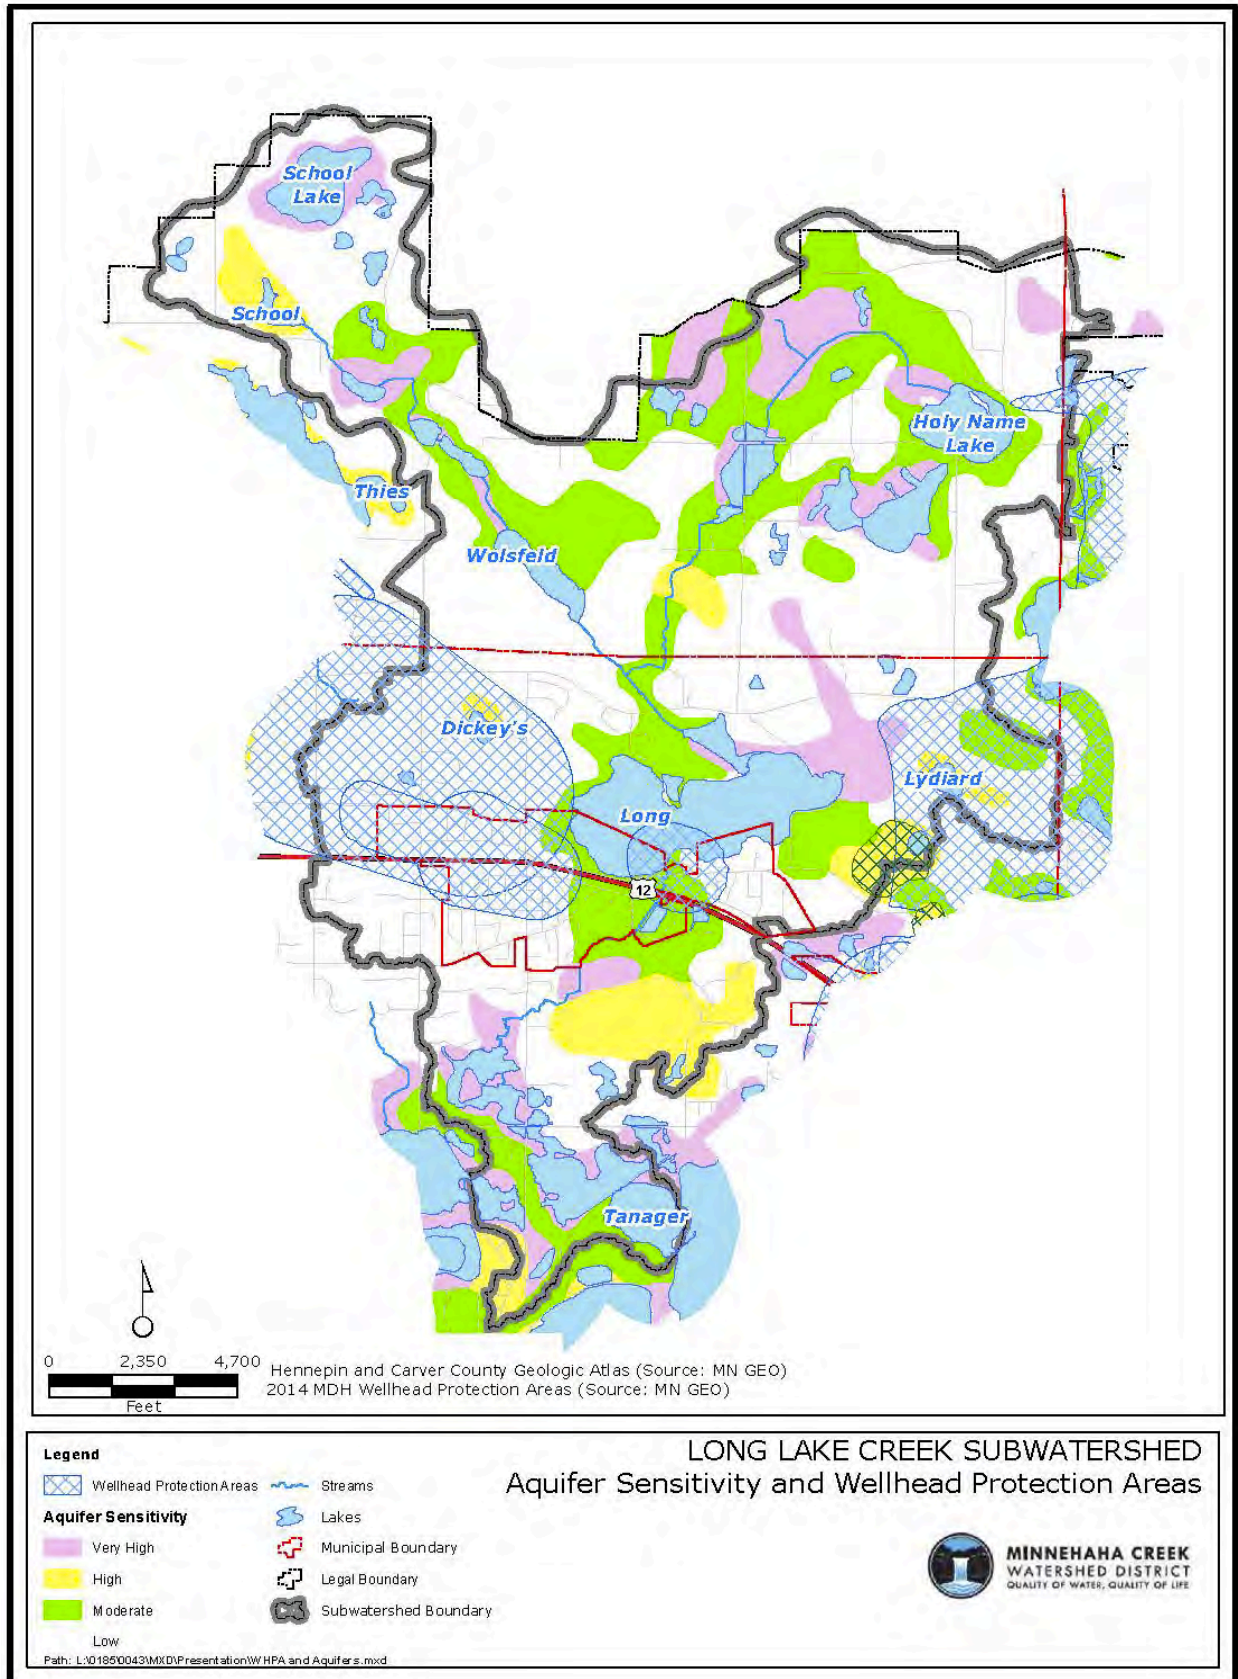 School
Lake
School
Holy Name
Lake
Thies
Wolsfeld
Dickey's
Lydiard
Long
12
Tanager
0 2,350 4,700
Feet
Hennepin and Carver County Geologic Atlas (Source: MN GEO)
2014 MDH Wellhead Protection Areas (Source: MN GEO)
LONG LAKE CREEK SUBWATERSHED
Aquifer Sensitivity and Wellhead Protection Areas
Legend
Wellhead Protection Areas
Streams
Aquifer Sensitivity
Lakes
Very High
Municipal Boundary
High
Legal Boundary
Moderate
Subwatershed Boundary
Low
MINNEHAHA CREEK
WATERSHED DISTRICT
QUALITY OF WATER, QUALITY OF LIFE
Path: L:\0185\0043\MXD\Presentation\WHPA and Aquifers.mxd